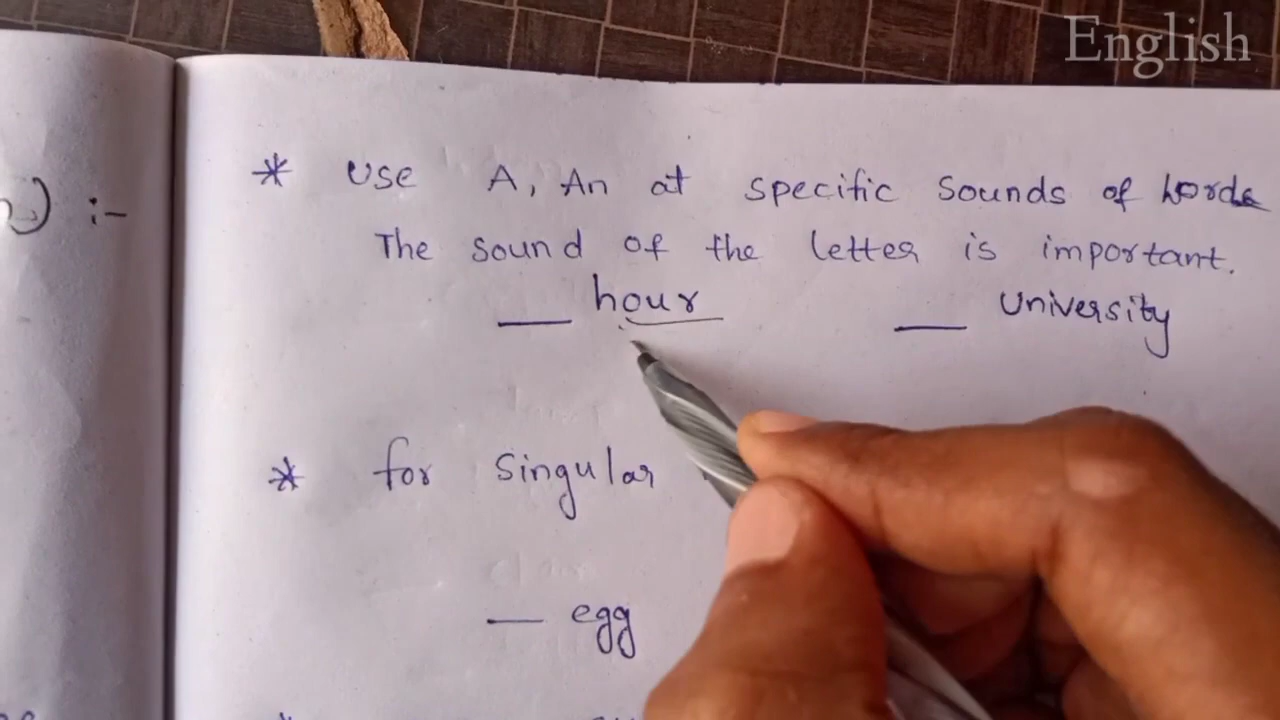 English
:-
* Use A, An at specific sounds of words
The sound of the letter is important.
__ hour __ University
* for singular
— egg